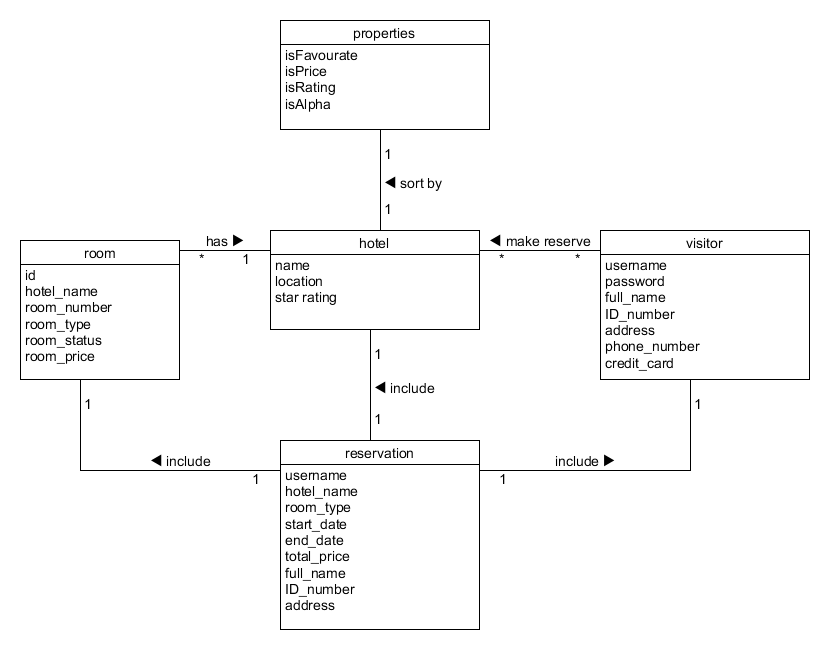 properties
isFavourate
isPrice
isRating
isAlpha
1
◀ sort by
1
room
id
hotel_name
room_number
room_type
room_status
room_price
has ▶
* 1
hotel
name
location
star rating
◀ make reserve
* *
visitor
username
password
full_name
ID_number
address
phone_number
credit_card
1
◀ include
1
1
◀ include
1
reservation
username
hotel_name
room_type
start_date
end_date
total_price
full_name
ID_number
address
1
include ▶
1